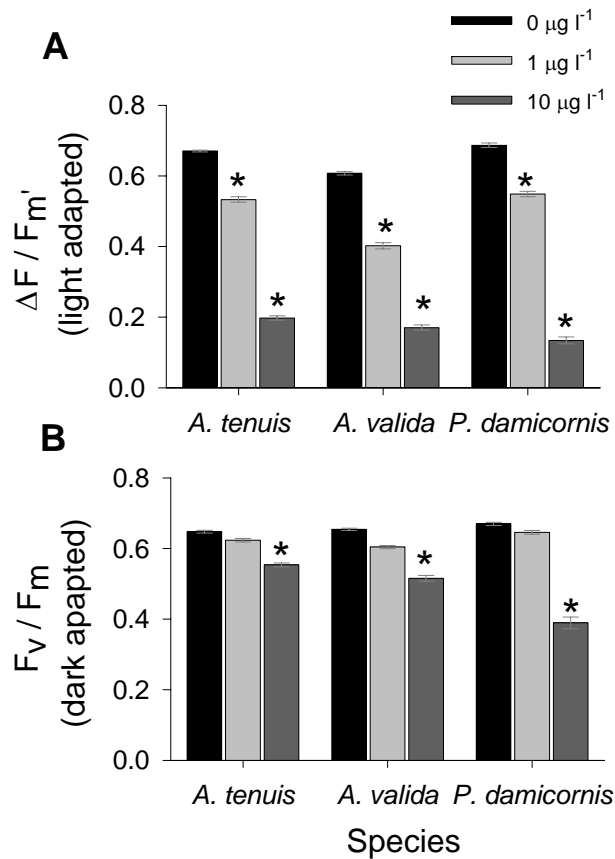 0 μg l⁻¹
A
1 μg l⁻¹
10 μg l⁻¹
0.8
0.6
0.4
0.2
0.0
ΔF / Fm'
(light adapted)
* * * * * *
A. tenuis A. valida P. damicornis
B
0.8
0.6
0.4
0.2
0.0
Fv / Fm
(dark apapted)
* * *
A. tenuis A. valida P. damicornis
Species